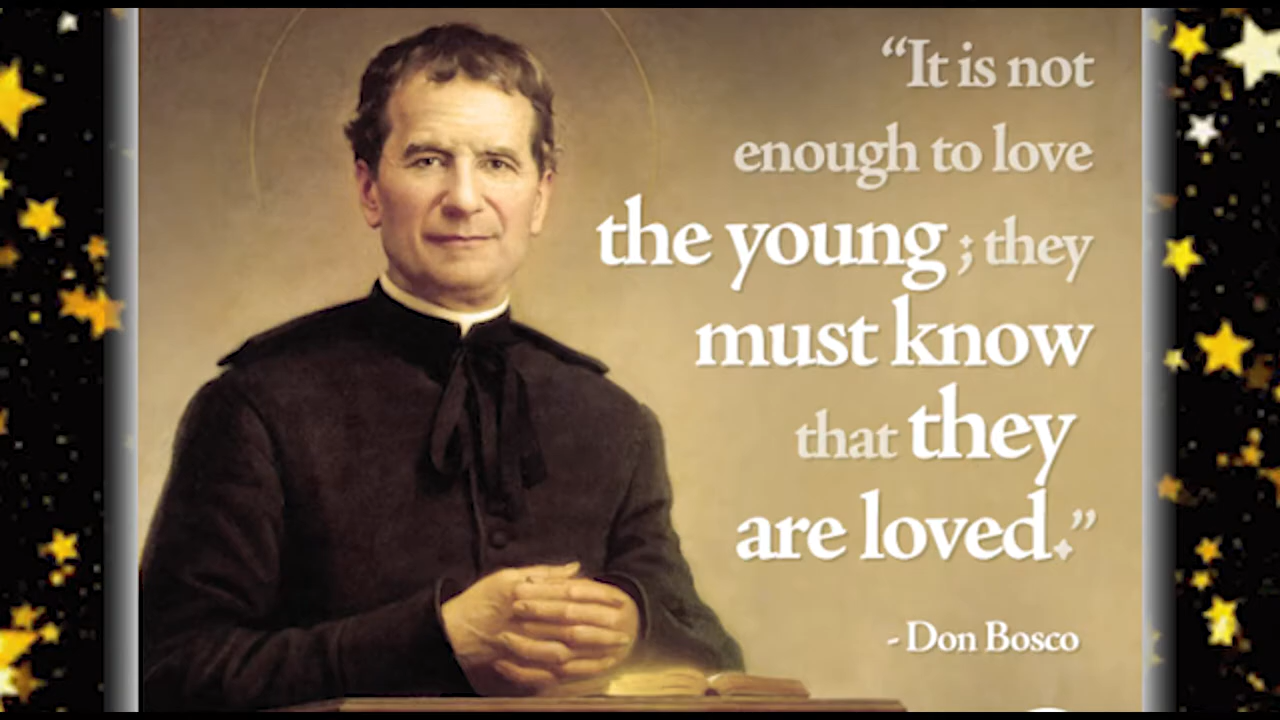 “It is not
enough to love
the young ; they
must know
that they
are loved.”
- Don Bosco